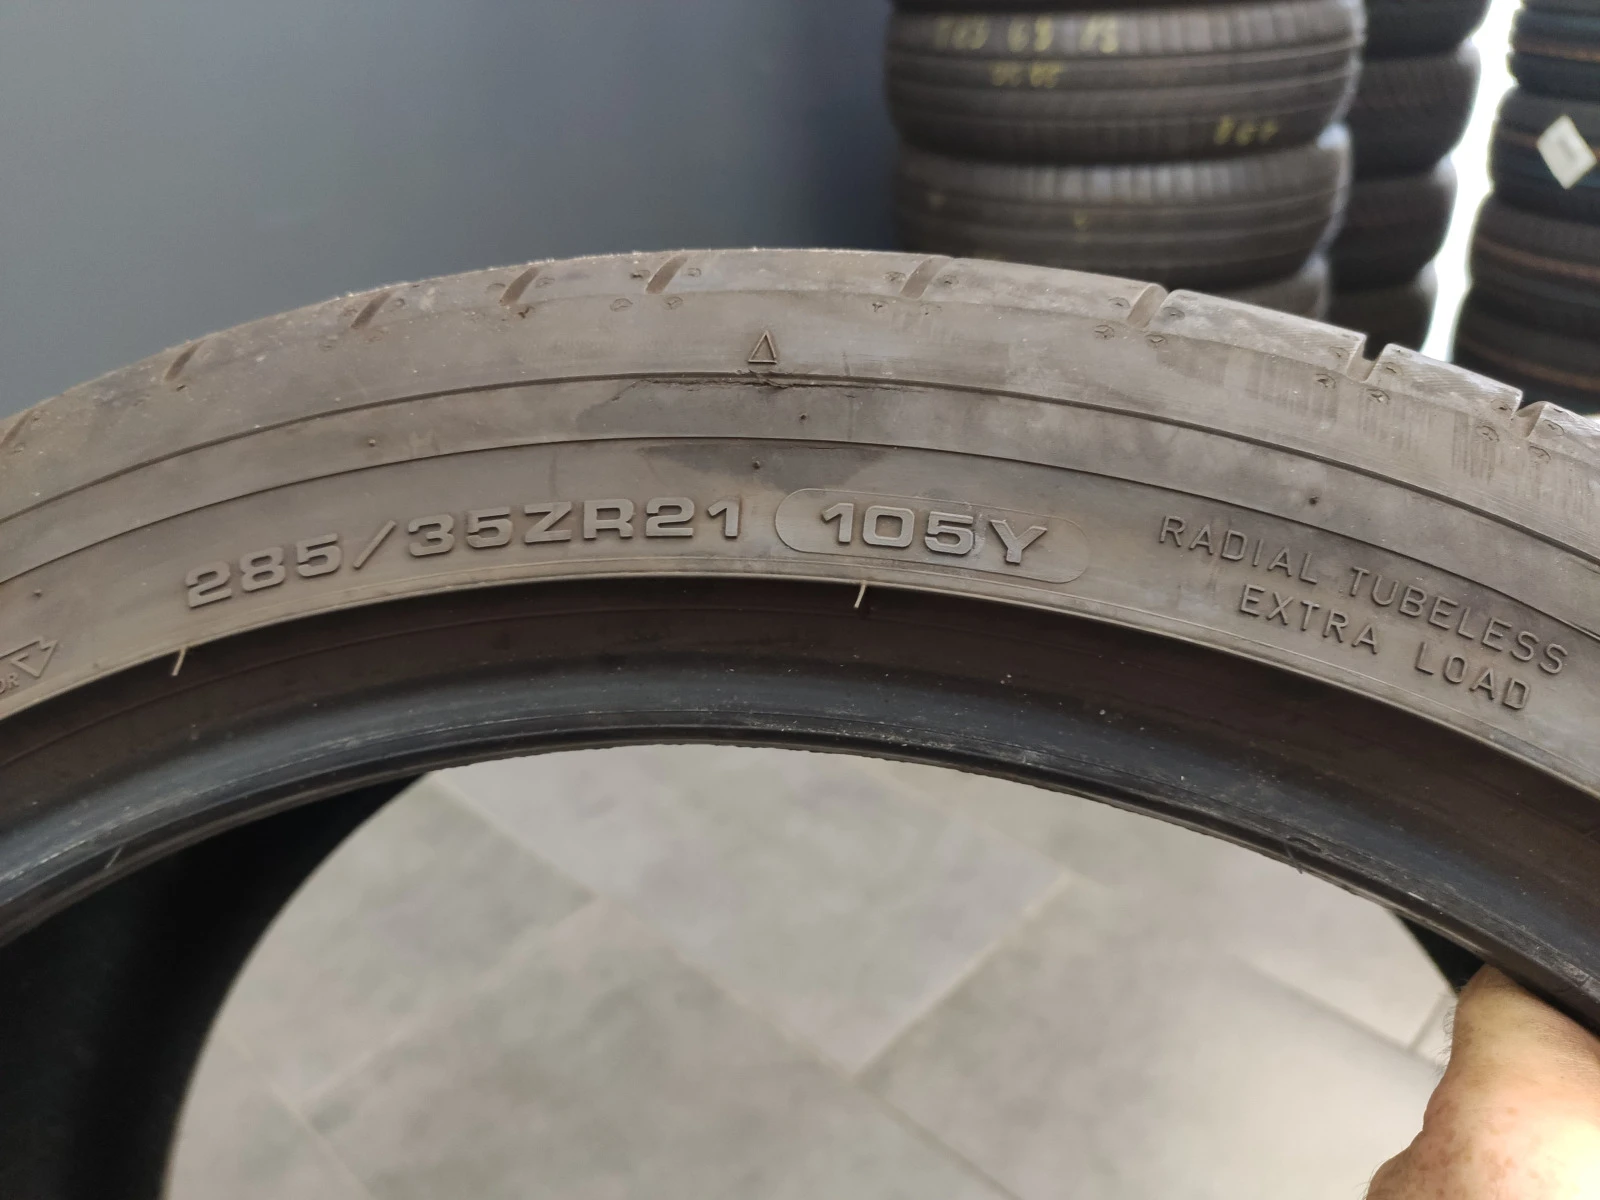 285/35ZR21 105Y
RADIAL TUBELESS
EXTRA LOAD